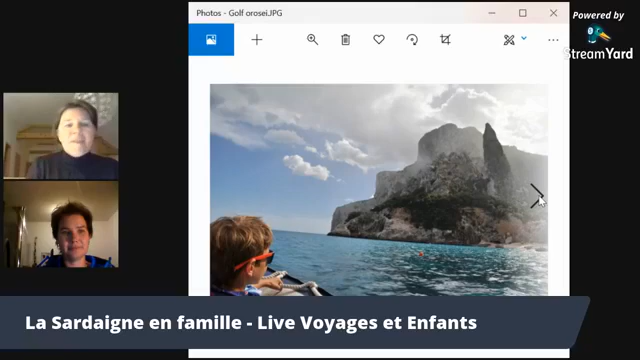 Photos - Golf orosei.JPG
Powered by
StreamYard
La Sardaigne en famille - Live Voyages et Enfants